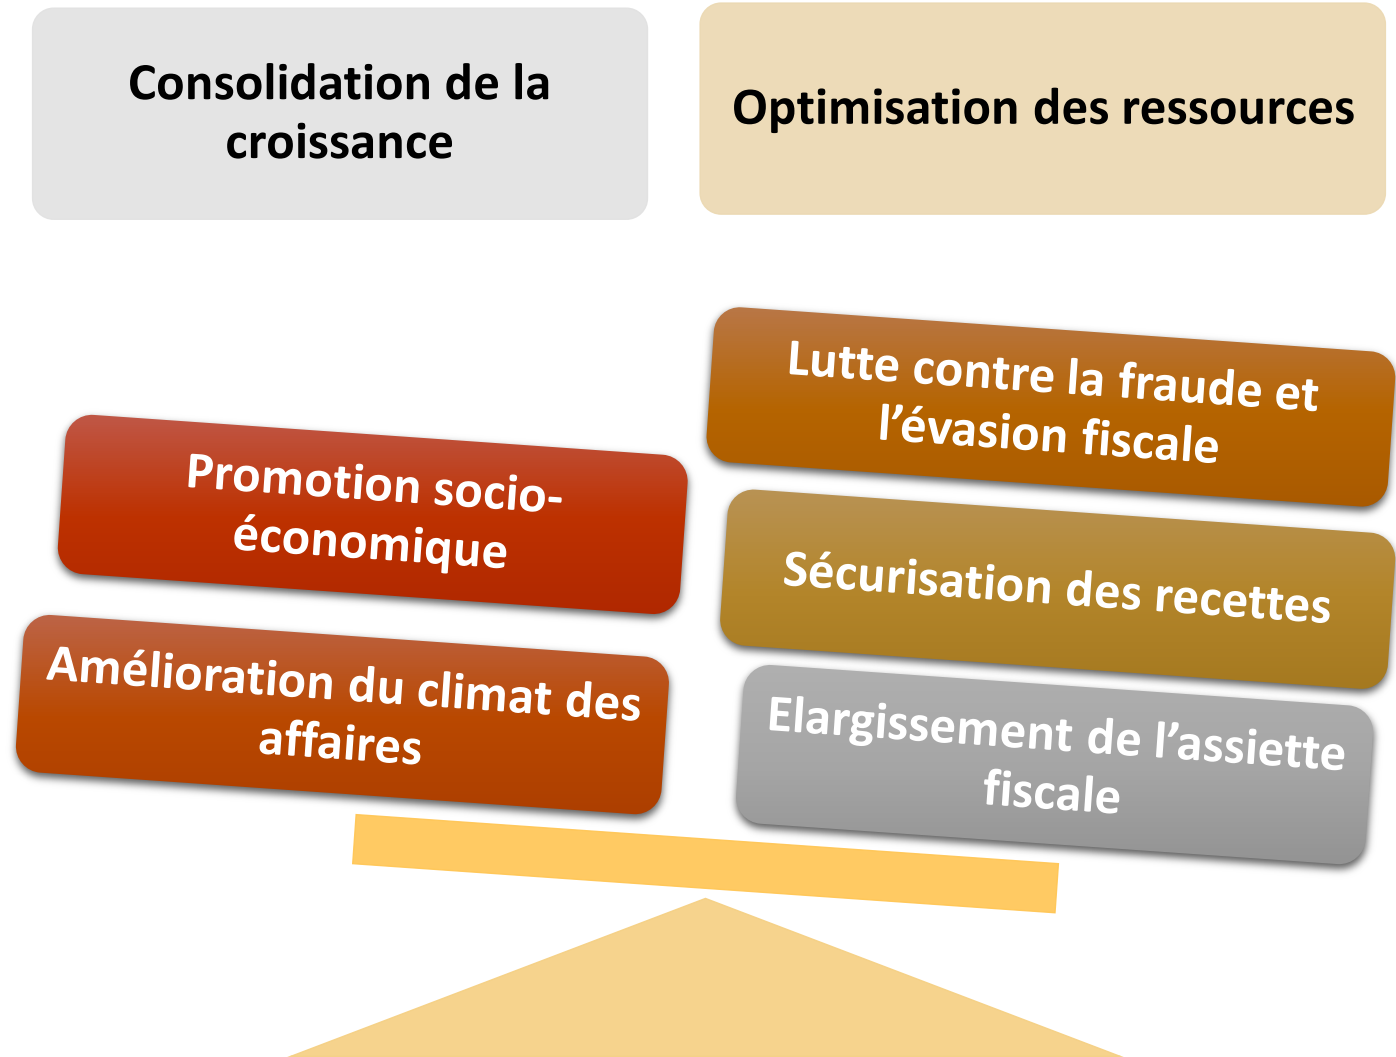 Consolidation de la
croissance
Optimisation des ressources
Promotion socio-
économique
Amélioration du climat des
affaires
Lutte contre la fraude et
l’évasion fiscale
Sécurisation des recettes
Elargissement de l’assiette
fiscale